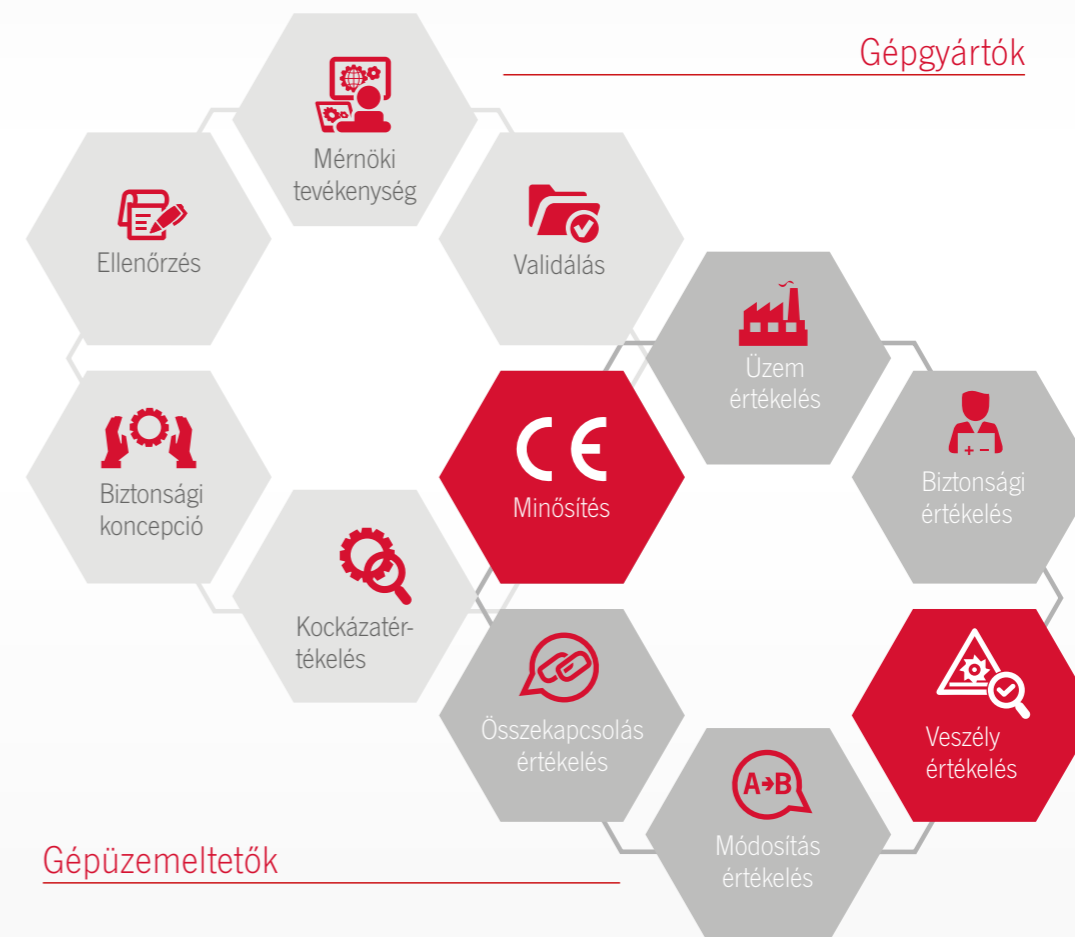 Gépgyártók
Mérnöki
tevékenység
Ellenőrzés
Validálás
Üzem
értékelés
CE
Minősítés
Biztonsági
koncepció
Biztonsági
értékelés
Kockázatér-
tékelés
Összekapcsolás
értékelés
Veszély
értékelés
A→B
Módosítás
értékelés
Gépüzemeltetők